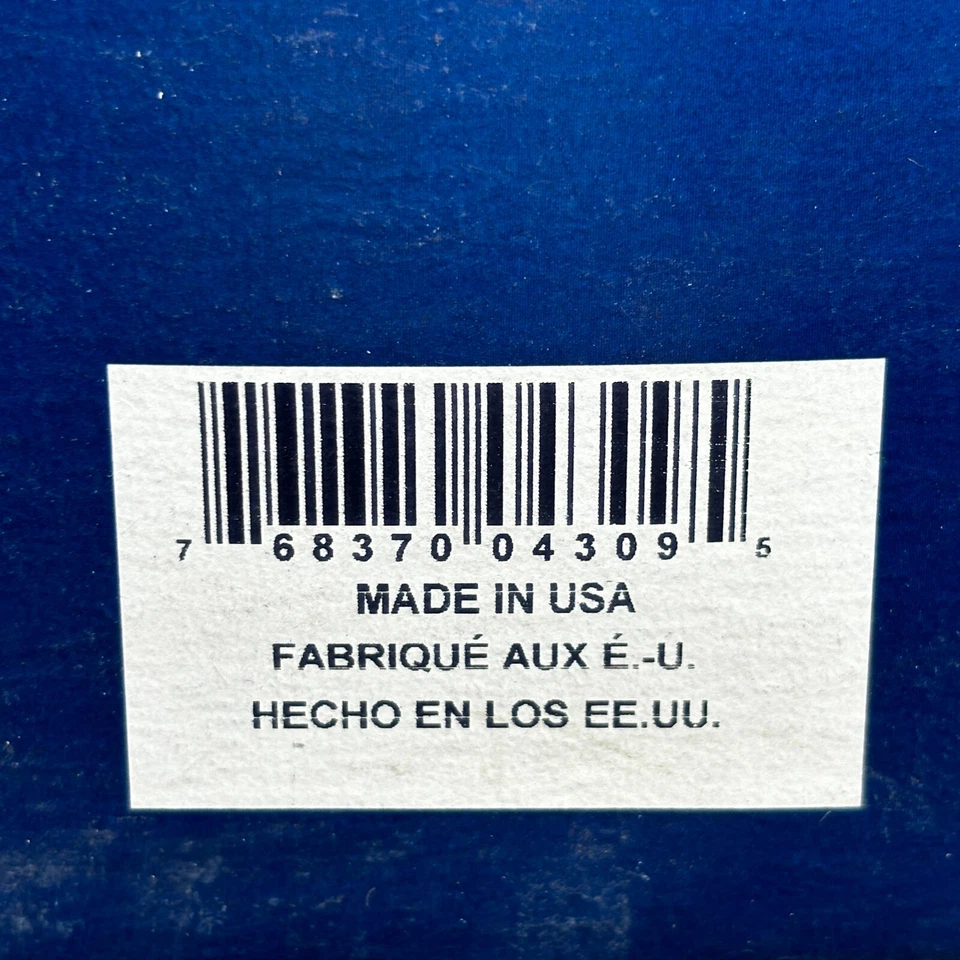 7 68370 04309 5
MADE IN USA
FABRIQUÉ AUX É.-U.
HECHO EN LOS EE.UU.